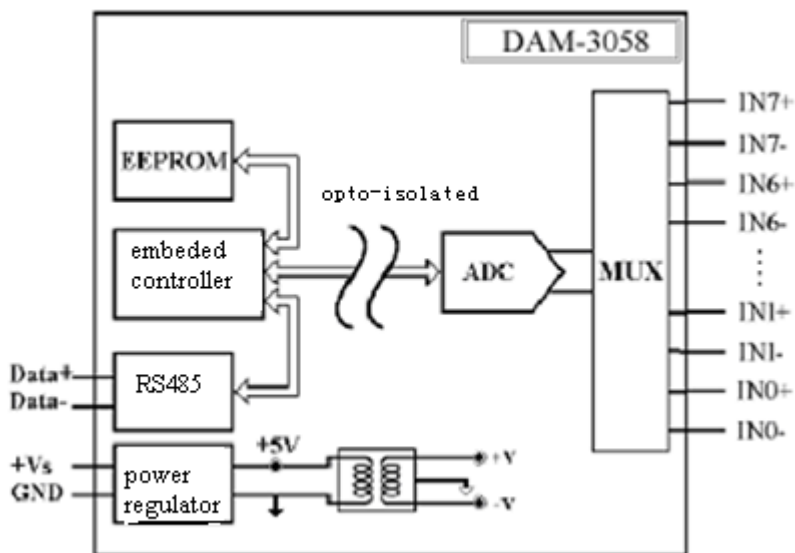 DAM-3058
EEPROM
opto-isolated
embeded
controller
ADC
MUX
RS485
Data+
Data-
+Vs
GND
power
regulator
+5V
+V
-V
IN7+
IN7-
IN6+
IN6-
IN1+
IN1-
IN0+
IN0-